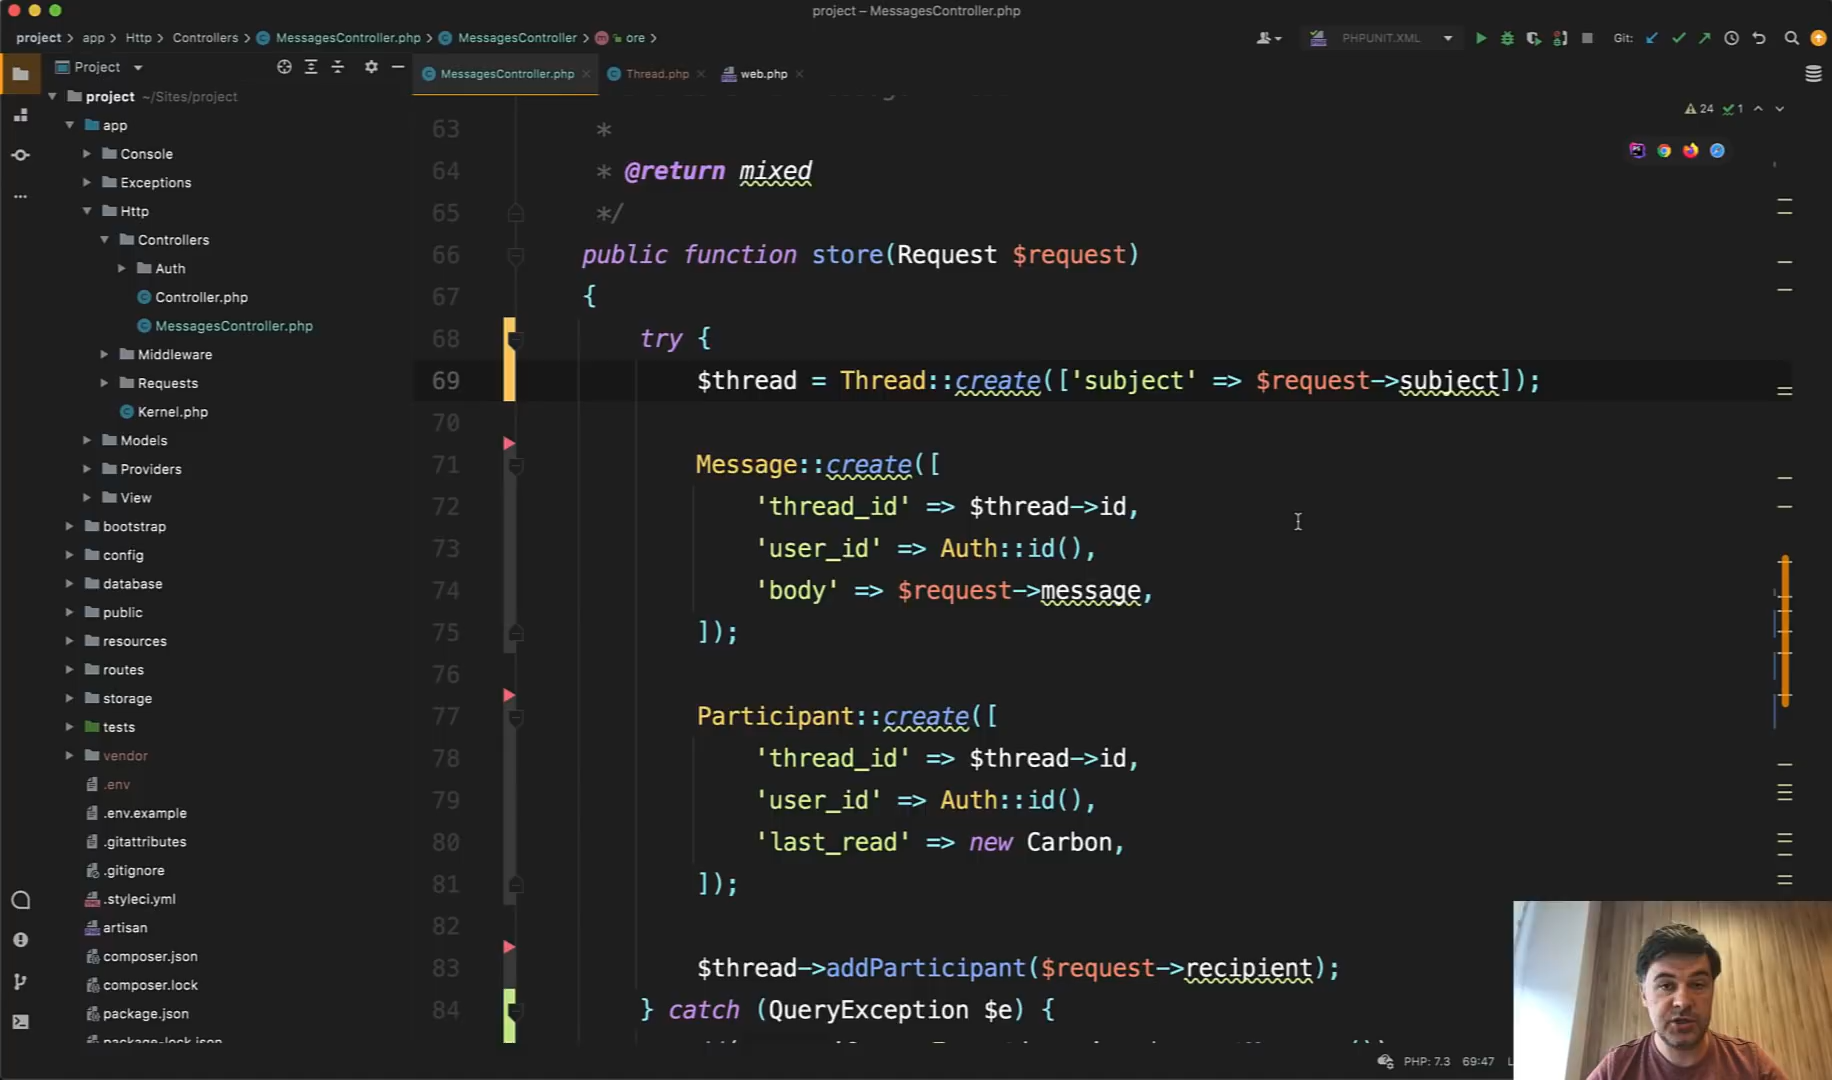 project – MessagesController.php
project > app > Http > Controllers > MessagesController.php > MessagesController > ore >
PHPUNIT.XML
Git:
Project
MessagesController.php
Thread.php
web.php
project ~/Sites/project
app
Console
Exceptions
Http
Controllers
Auth
Controller.php
MessagesController.php
Middleware
Requests
Kernel.php
Models
Providers
View
bootstrap
config
database
public
resources
routes
storage
tests
vendor
.env
.env.example
.gitattributes
.gitignore
.styleci.yml
artisan
composer.json
composer.lock
package.json
package-lock.json
24 1
63 *
64 * @return mixed
65 */
66 public function store(Request $request)
67 {
68 try {
69 $thread = Thread::create(['subject' => $request->subject]);
70
71 Message::create([
72 'thread_id' => $thread->id,
73 'user_id' => Auth::id(),
74 'body' => $request->message,
75 ]);
76
77 Participant::create([
78 'thread_id' => $thread->id,
79 'user_id' => Auth::id(),
80 'last_read' => new Carbon,
81 ]);
82
83 $thread->addParticipant($request->recipient);
84 } catch (QueryException $e) {
PHP: 7.3 69:47